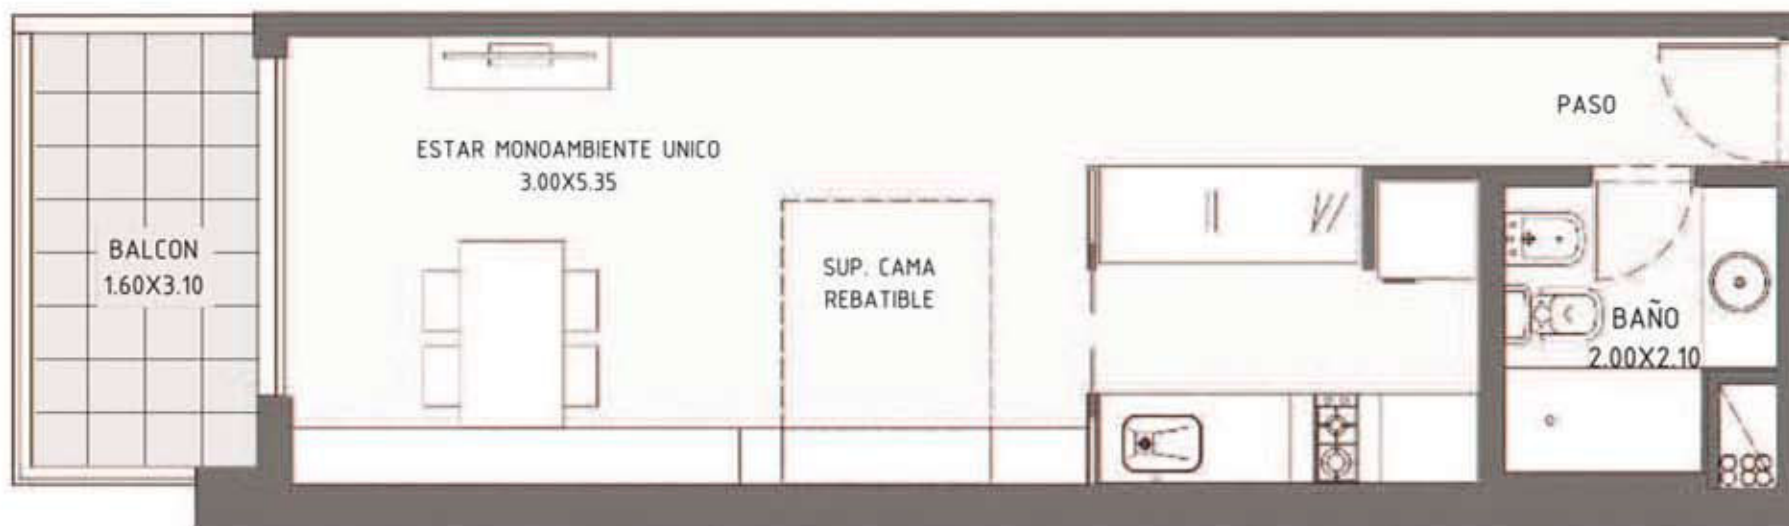 PASO
ESTAR MONOAMBIENTE UNICO
3.00X5.35
BALCON
1.60X3.10
SUP. CAMA
REBATIBLE
BAÑO
2.00X2.10